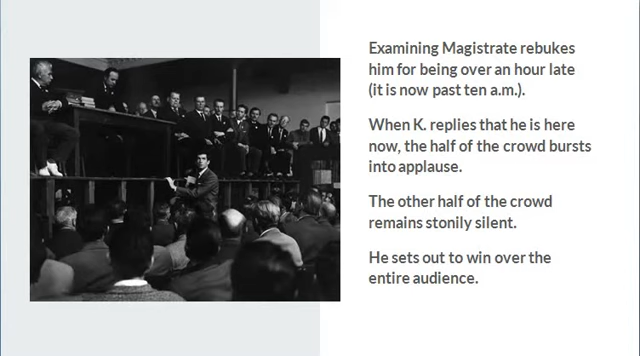 Examining Magistrate rebukes
him for being over an hour late
(it is now past ten a.m.).
When K. replies that he is here
now, the half of the crowd bursts
into applause.
The other half of the crowd
remains stonily silent.
He sets out to win over the
entire audience.